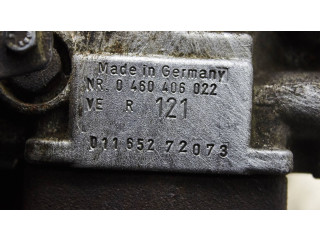 Made in Germany
NR. 0 460 406 022
VE R 121
011652 72073